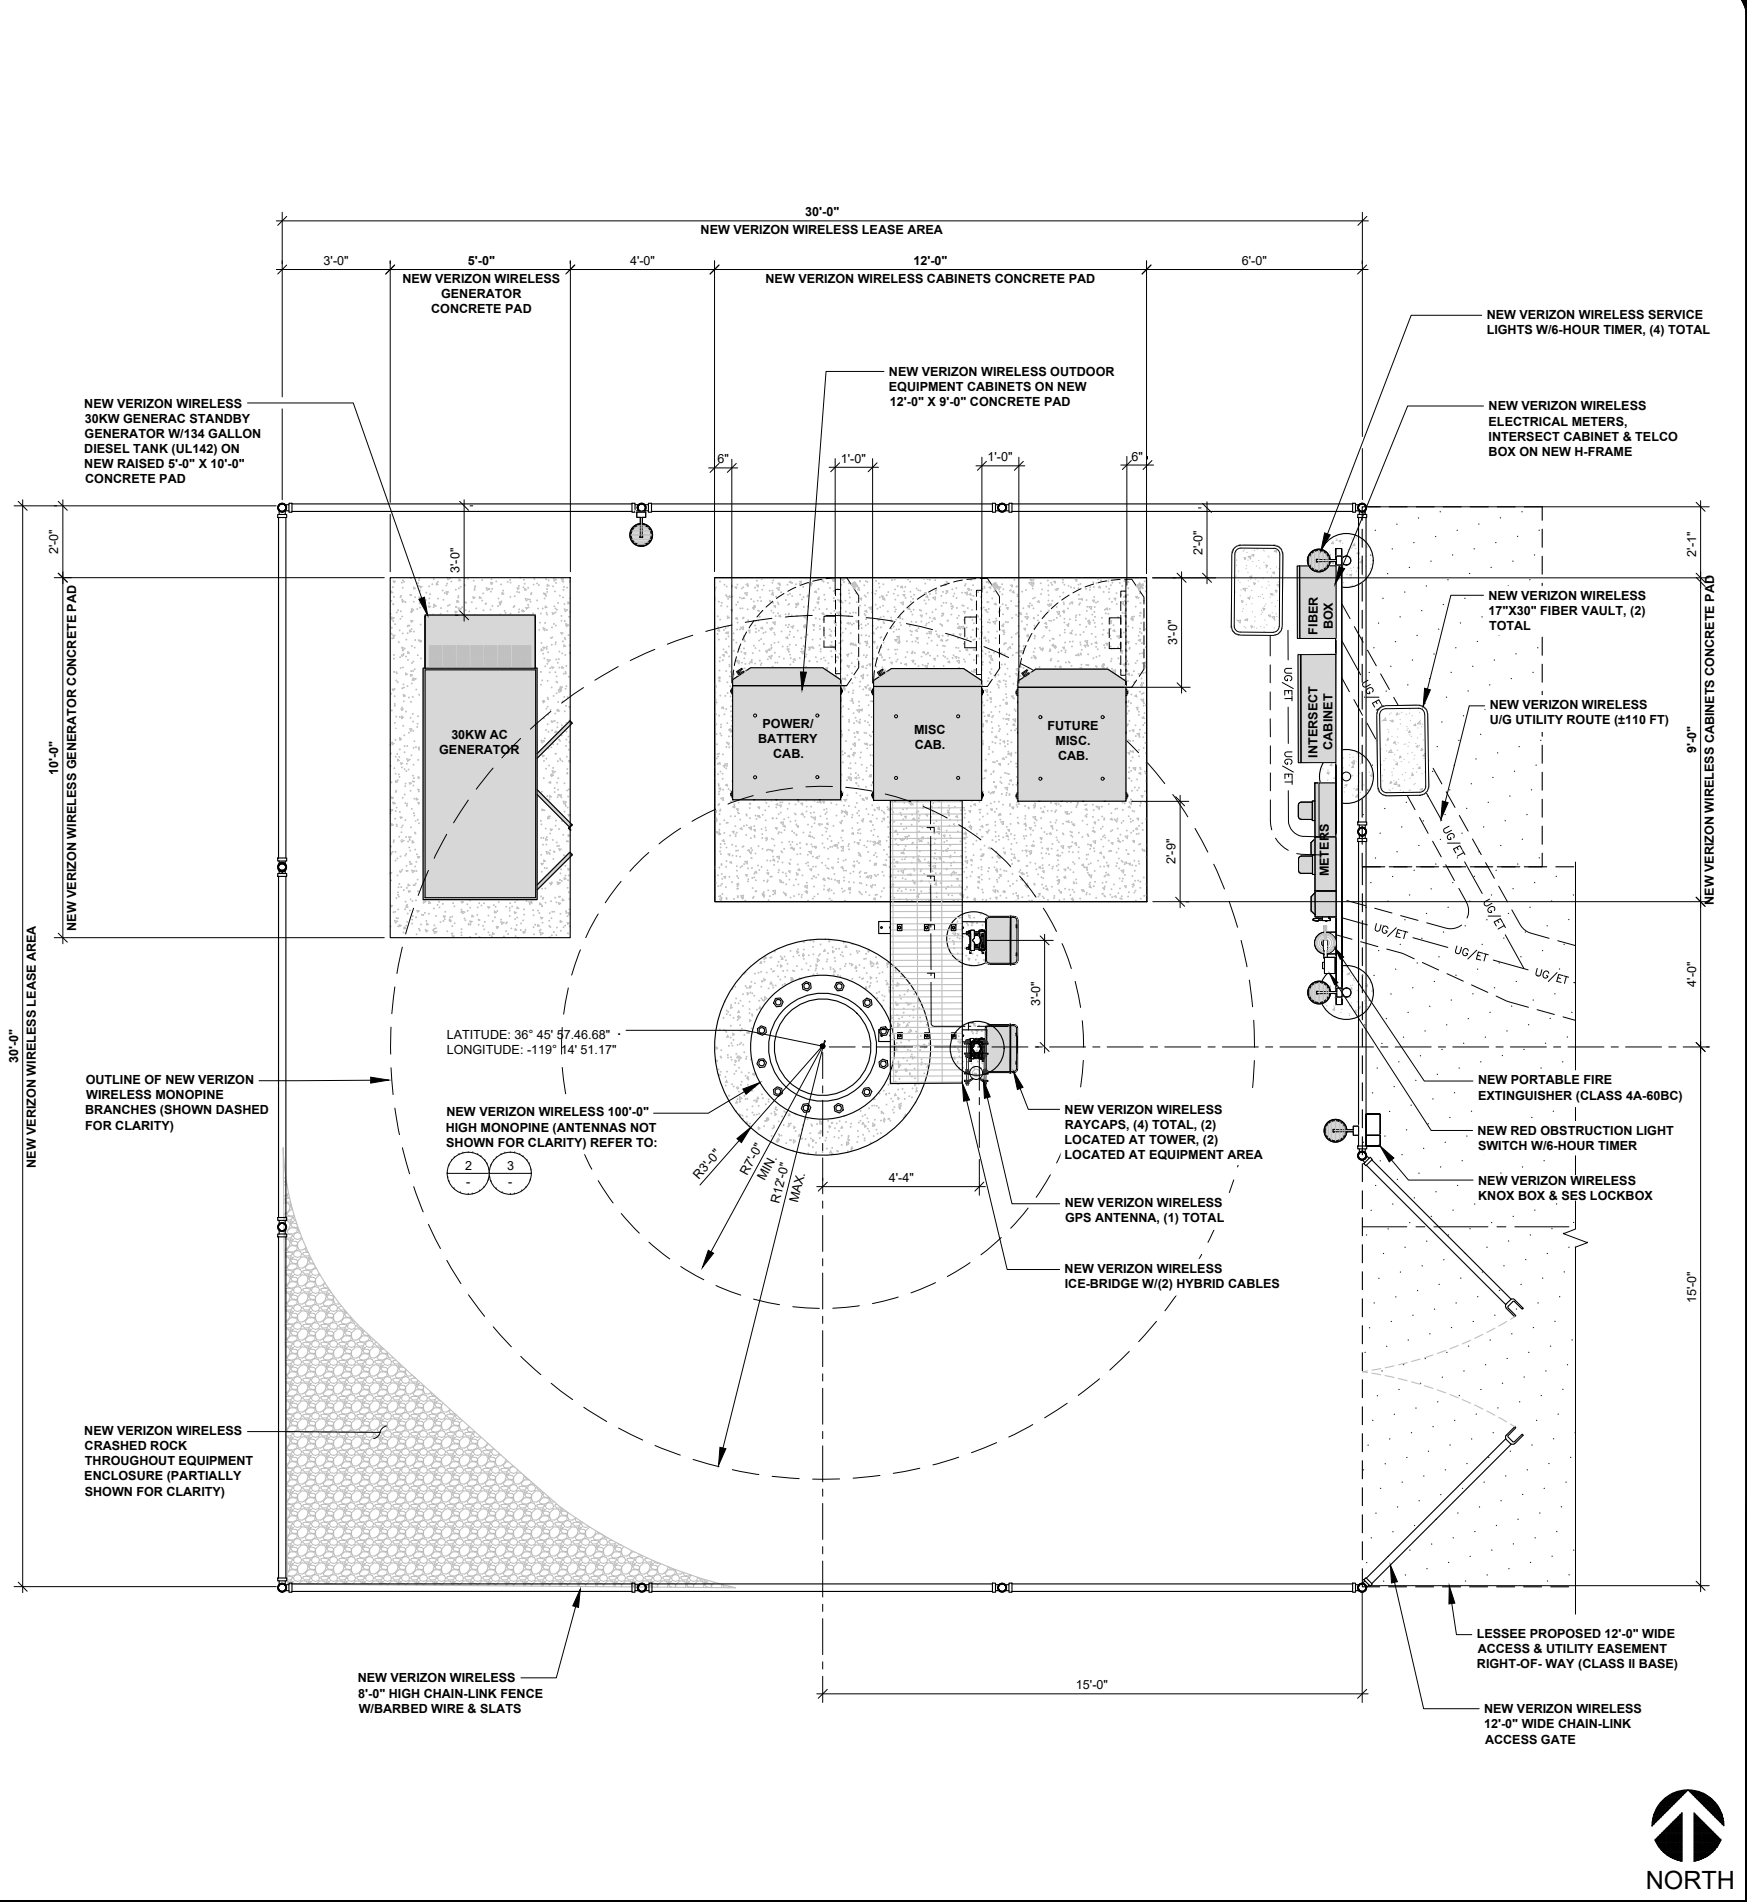 30'-0"
NEW VERIZON WIRELESS LEASE AREA
3'-0"
5'-0"
4'-0"
12'-0"
6'-0"
NEW VERIZON WIRELESS
GENERATOR
CONCRETE PAD
NEW VERIZON WIRELESS CABINETS CONCRETE PAD
NEW VERIZON WIRELESS SERVICE
LIGHTS W/6-HOUR TIMER, (4) TOTAL
NEW VERIZON WIRELESS OUTDOOR
EQUIPMENT CABINETS ON NEW
12'-0" X 9'-0" CONCRETE PAD
NEW VERIZON WIRELESS
30KW GENERAC STANDBY
GENERATOR W/134 GALLON
DIESEL TANK (UL142) ON
NEW RAISED 5'-0" X 10'-0"
CONCRETE PAD
NEW VERIZON WIRELESS
ELECTRICAL METERS,
INTERSECT CABINET & TELCO
BOX ON NEW H-FRAME
6"
1'-0"
1'-0"
6"
2'-0"
3'-0"
2'-0"
2'-1"
10'-0"
NEW VERIZON WIRELESS GENERATOR CONCRETE PAD
3'-0"
FIBER
BOX
NEW VERIZON WIRELESS
17"X30" FIBER VAULT, (2)
TOTAL
9'-0"
NEW VERIZON WIRELESS CABINETS CONCRETE PAD
UG/ET
UG/E
INTERSECT
CABINET
NEW VERIZON WIRELESS
U/G UTILITY ROUTE (±110 FT)
30KW AC
GENERATOR
POWER/
BATTERY
CAB.
MISC
CAB.
FUTURE
MISC.
CAB.
UG/ET
METERS
2'-9"
UG/ET
UG/ET
UG/ET
UG/ET
UG/ET
F
F
F
3'-0"
4'-0"
30'-0"
NEW VERIZON WIRELESS LEASE AREA
LATITUDE: 36° 45' 57.46.68"
LONGITUDE: -119° 14' 51.17"
OUTLINE OF NEW VERIZON
WIRELESS MONOPINE
BRANCHES (SHOWN DASHED
FOR CLARITY)
NEW VERIZON WIRELESS 100'-0"
HIGH MONOPINE (ANTENNAS NOT
SHOWN FOR CLARITY) REFER TO:
2
-
3
-
R3'-0"
R7'-0"
MIN.
R12'-0"
MAX.
4'-4"
NEW VERIZON WIRELESS
RAYCAPS, (4) TOTAL, (2)
LOCATED AT TOWER, (2)
LOCATED AT EQUIPMENT AREA
NEW PORTABLE FIRE
EXTINGUISHER (CLASS 4A-60BC)
NEW RED OBSTRUCTION LIGHT
SWITCH W/6-HOUR TIMER
NEW VERIZON WIRELESS
KNOX BOX & SES LOCKBOX
NEW VERIZON WIRELESS
GPS ANTENNA, (1) TOTAL
NEW VERIZON WIRELESS
ICE-BRIDGE W/(2) HYBRID CABLES
15'-0"
NEW VERIZON WIRELESS
CRASHED ROCK
THROUGHOUT EQUIPMENT
ENCLOSURE (PARTIALLY
SHOWN FOR CLARITY)
LESSEE PROPOSED 12'-0" WIDE
ACCESS & UTILITY EASEMENT
RIGHT-OF- WAY (CLASS II BASE)
NEW VERIZON WIRELESS
8'-0" HIGH CHAIN-LINK FENCE
W/BARBED WIRE & SLATS
15'-0"
NEW VERIZON WIRELESS
12'-0" WIDE CHAIN-LINK
ACCESS GATE
NORTH